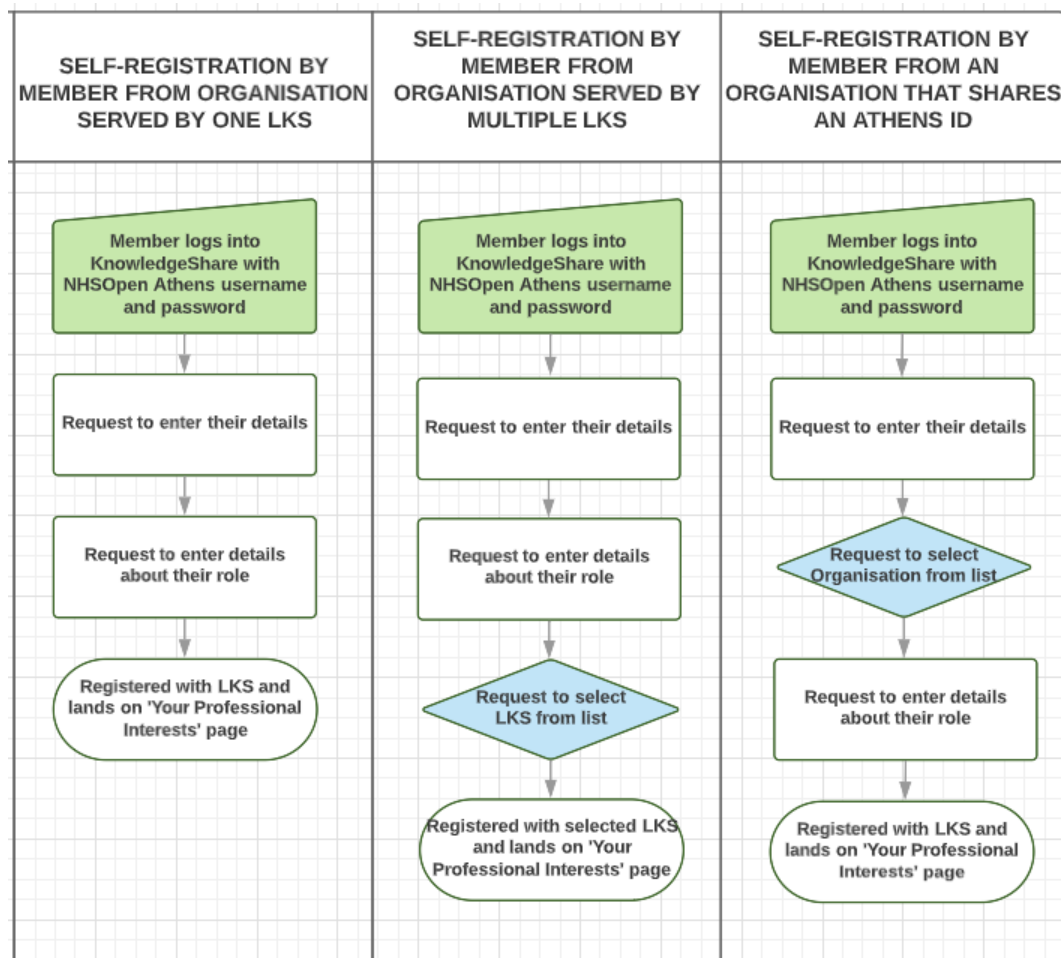 SELF-REGISTRATION BY
MEMBER FROM ORGANISATION
SERVED BY ONE LKS
SELF-REGISTRATION BY
MEMBER FROM
ORGANISATION SERVED BY
MULTIPLE LKS
SELF-REGISTRATION BY
MEMBER FROM AN
ORGANISATION THAT SHARES
AN ATHENS ID
Member logs into
KnowledgeShare with
NHSOpen Athens username
and password
Request to enter their details
Request to enter details
about their role
Registered with LKS and
lands on 'Your Professional
Interests' page
Member logs into
KnowledgeShare with
NHSOpen Athens username
and password
Request to enter their details
Request to enter details
about their role
Request to select
LKS from list
Registered with selected LKS
and lands on 'Your
Professional Interests' page
Member logs into
KnowledgeShare with
NHSOpen Athens username
and password
Request to enter their details
Request to select
Organisation from list
Request to enter details
about their role
Registered with LKS and
lands on 'Your Professional
Interests' page